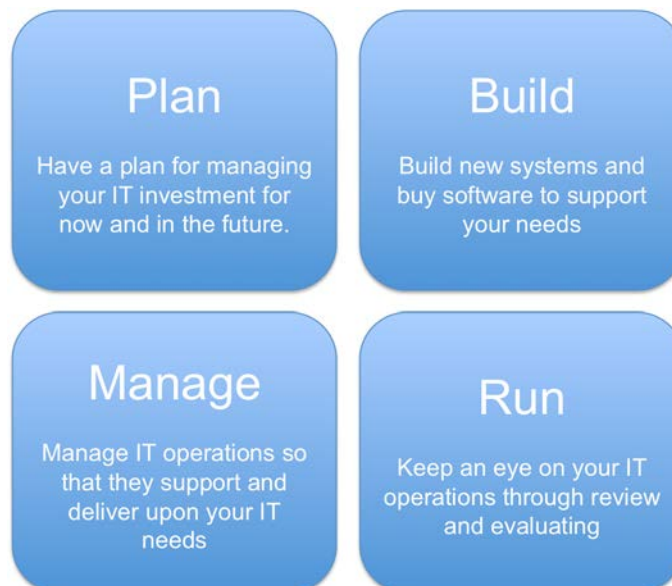 Plan
Have a plan for managing
your IT investment for
now and in the future.
Build
Build new systems and
buy software to support
your needs
Manage
Manage IT operations so
that they support and
deliver upon your IT
needs
Run
Keep an eye on your IT
operations through review
and evaluating